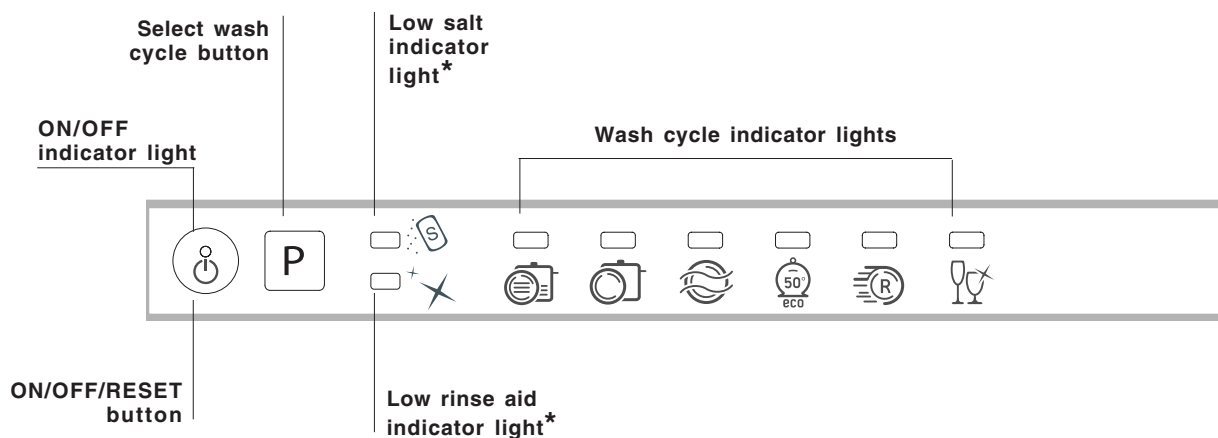 Select wash
cycle button
Low salt
indicator
light*
ON/OFF
indicator light
Wash cycle indicator lights
P
S
50°
eco
R
ON/OFF/RESET
button
Low rinse aid
indicator light*